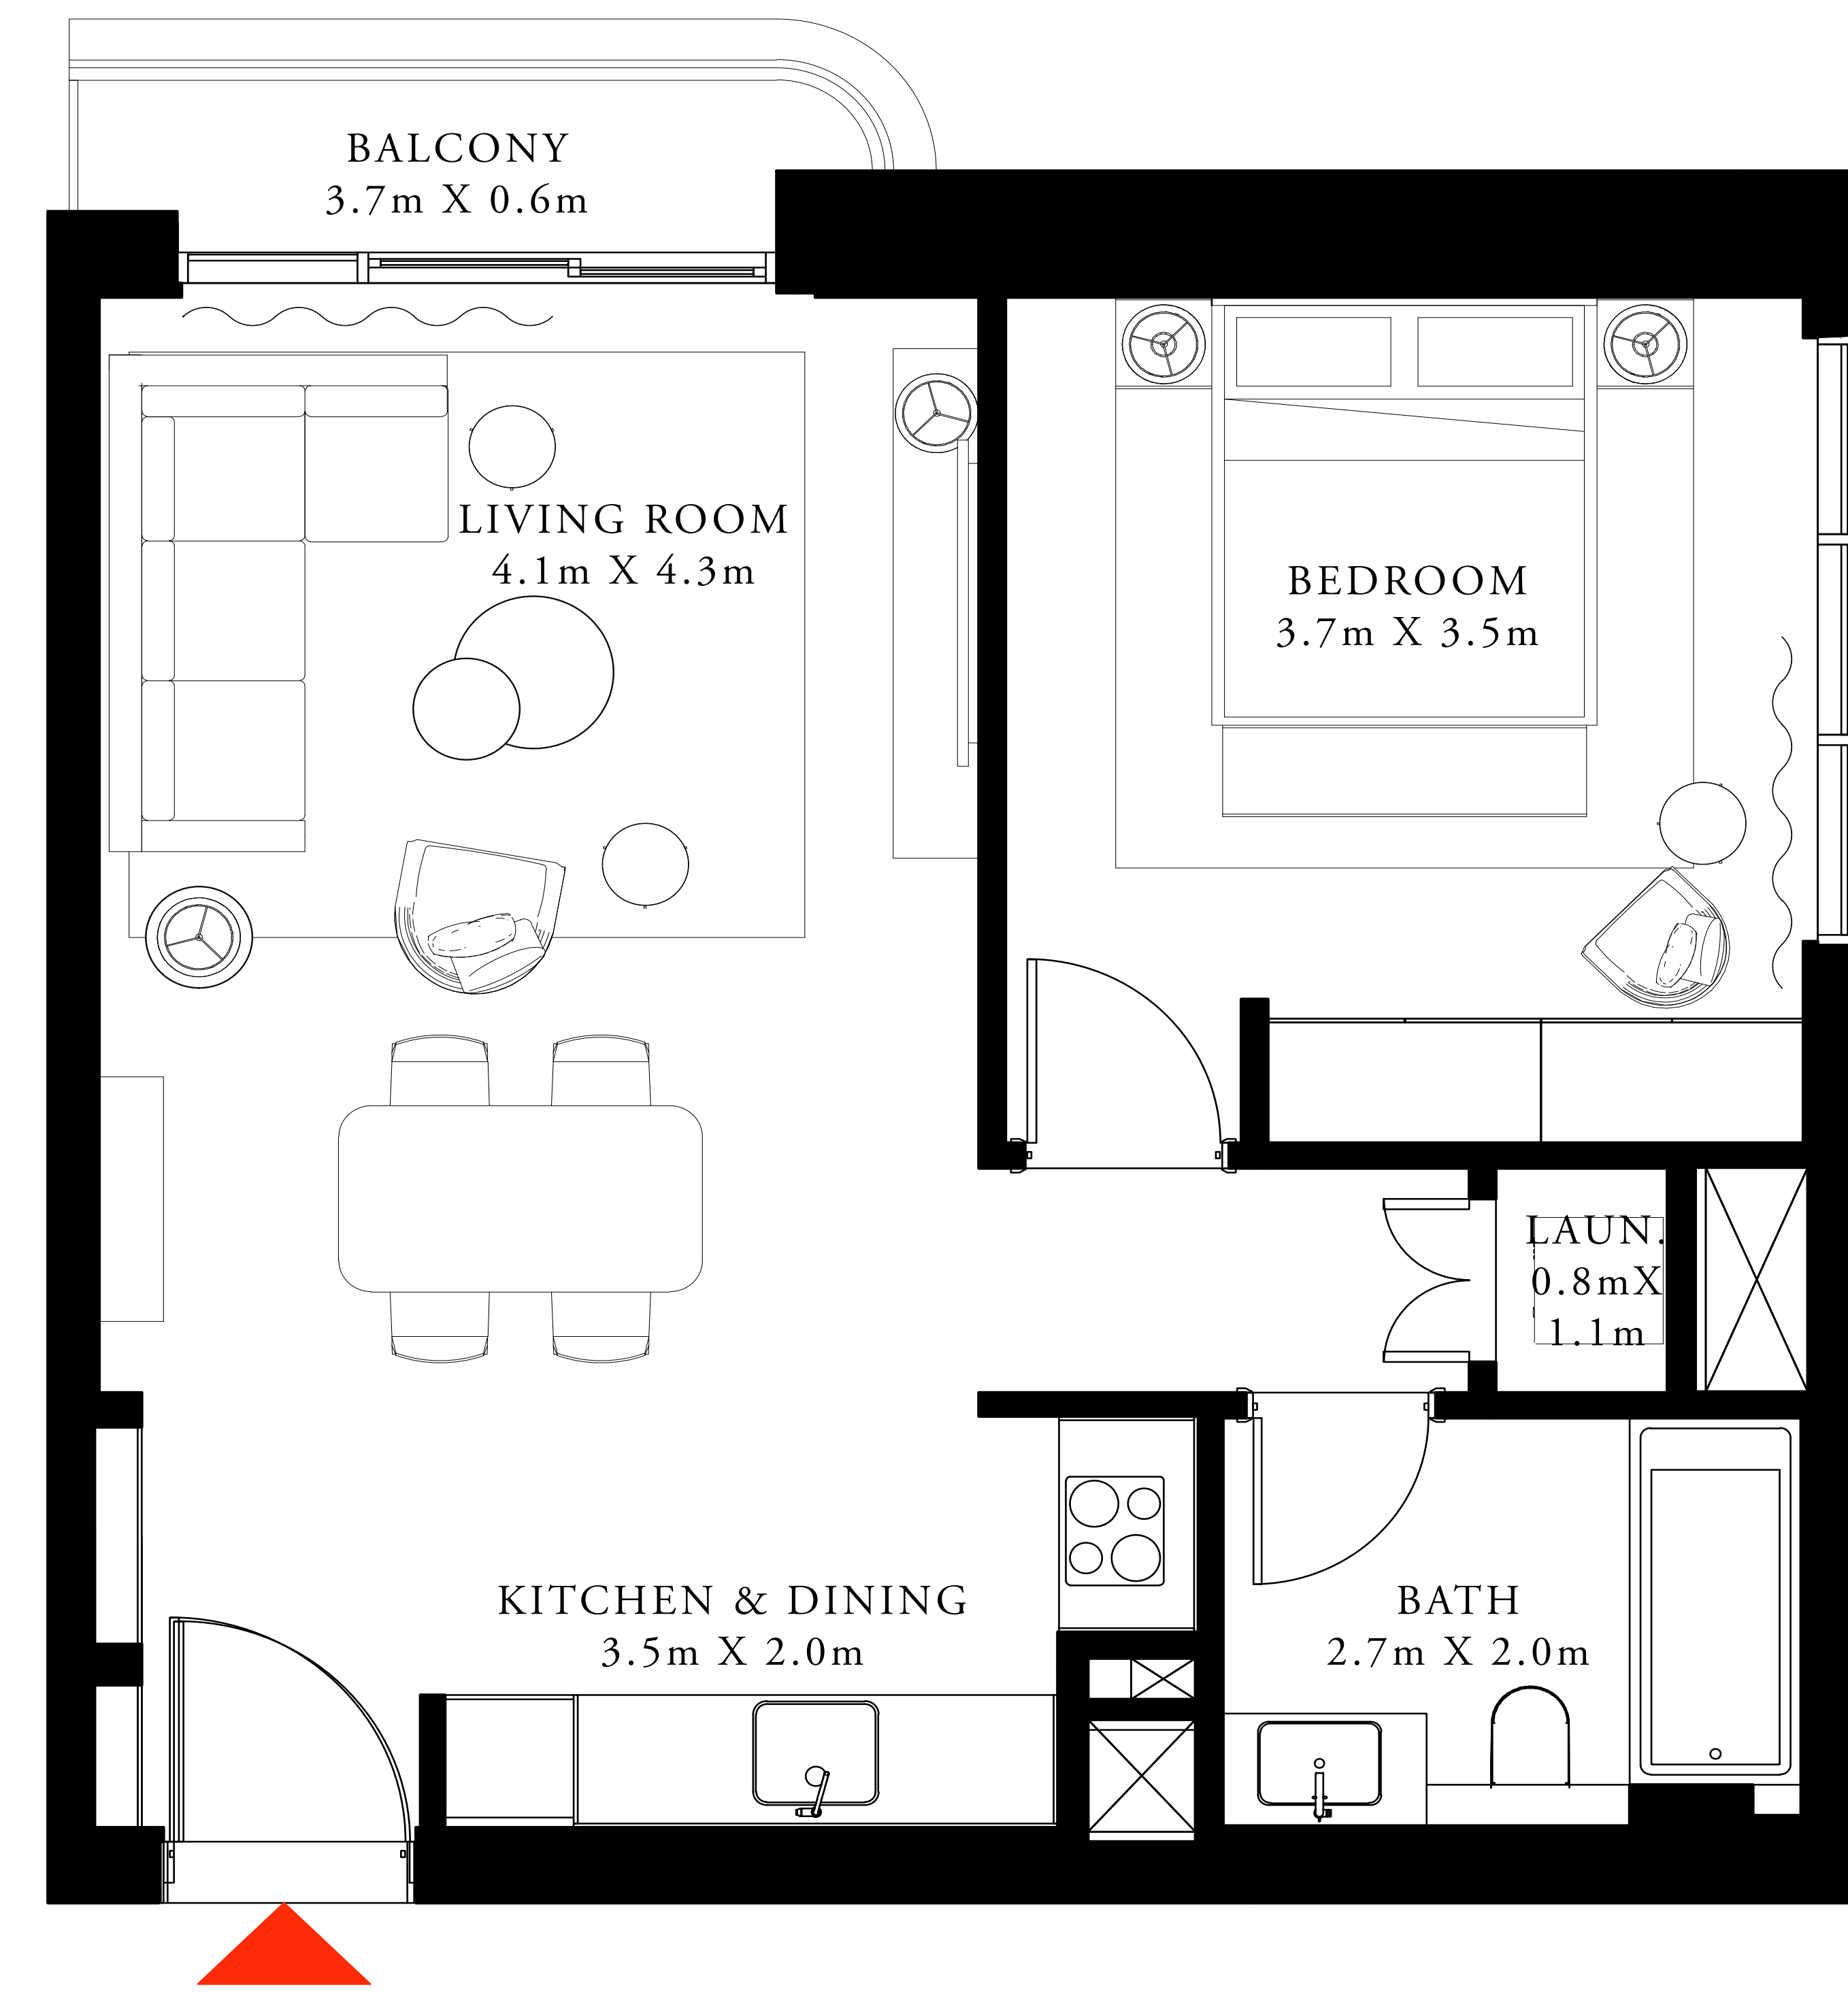 BALCONY
3.7m X 0.6m
LIVING ROOM
4.1m X 4.3m
BEDROOM
3.7m X 3.5m
LAUN.
0.8mX
1.1m
KITCHEN & DINING
3.5m X 2.0m
BATH
2.7m X 2.0m